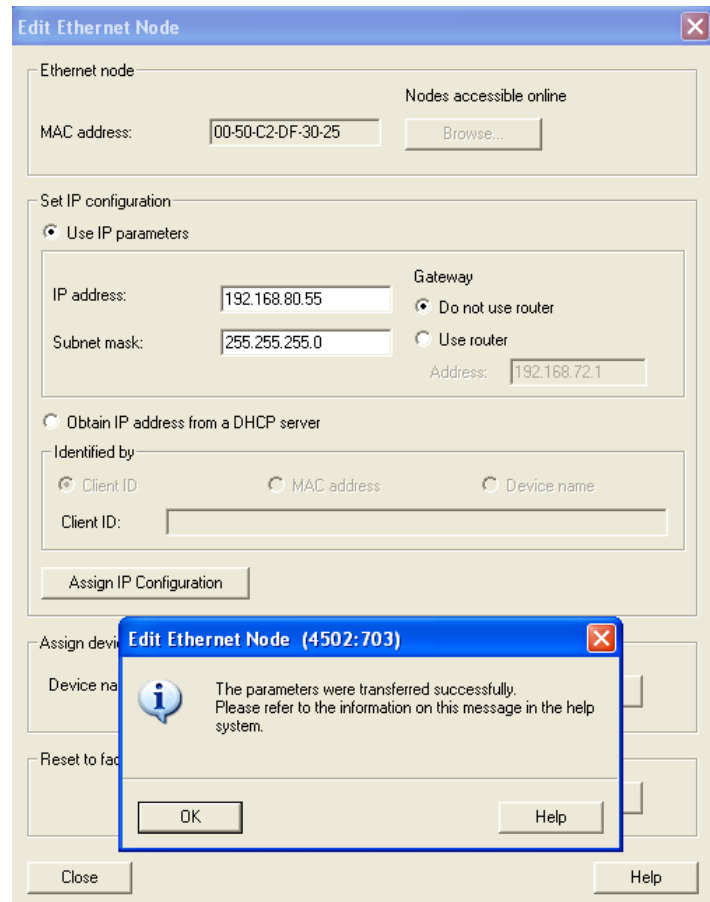 Edit Ethernet Node
Ethernet node
Nodes accessible online
MAC address:
00-50-C2-DF-30-25
Browse...
Set IP configuration
Use IP parameters
Gateway
IP address:
192.168.80.55
Do not use router
Subnet mask:
255.255.255.0
Use router
Address:
192.168.72.1
Obtain IP address from a DHCP server
Identified by
Client ID
MAC address
Device name
Client ID:
Assign IP Configuration
Assign
Device
Edit Ethernet Node (4502:703)
The parameters were transferred successfully.
Please refer to the information on this message in the help
system.
Reset to
OK
Help
Close
Help